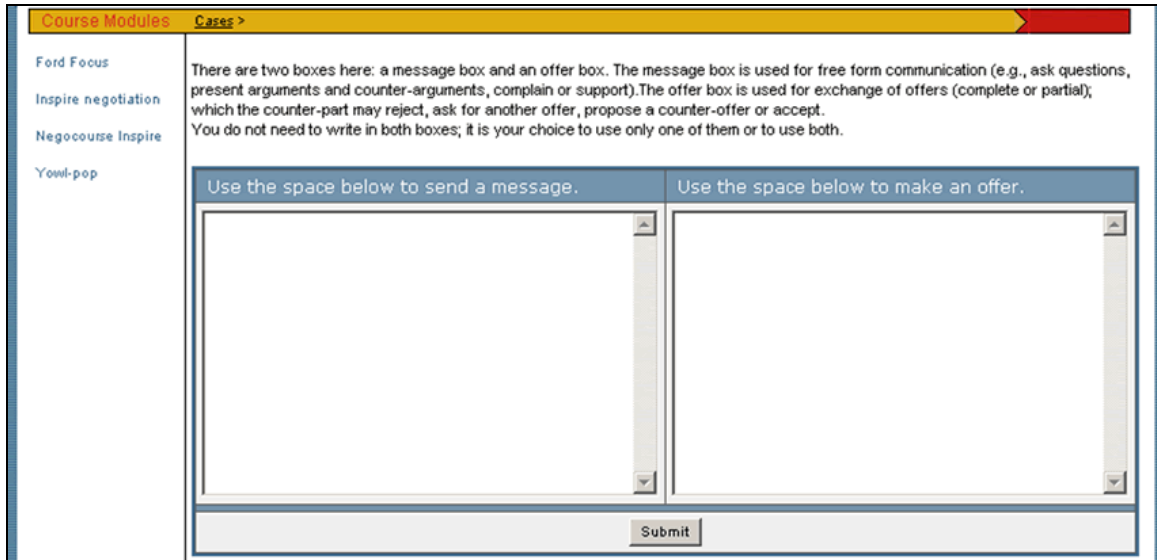 Course Modules
Cases >
Ford Focus
Inspire negotiation
Negocourse Inspire
Yowl-pop
There are two boxes here: a message box and an offer box. The message box is used for free form communication (e.g., ask questions,
present arguments and counter-arguments, complain or support).The offer box is used for exchange of offers (complete or partial);
which the counter-part may reject, ask for another offer, propose a counter-offer or accept.
You do not need to write in both boxes; it is your choice to use only one of them or to use both.
Use the space below to send a message.
Use the space below to make an offer.
Submit